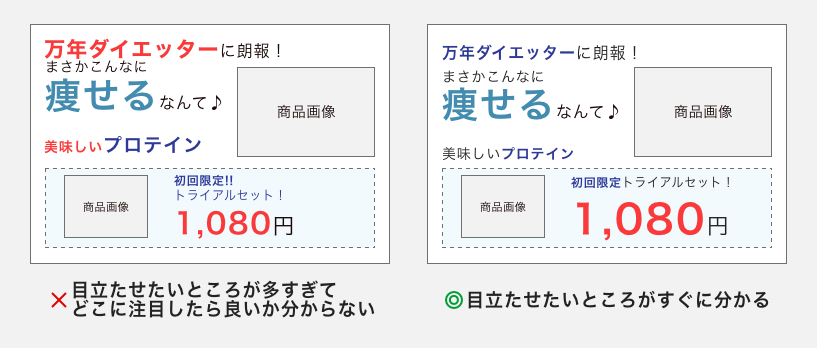 万年ダイエッターに朗報！
まさかこんなに
痩せるなんて♪
商品画像
美味しいプロテイン
商品画像
初回限定!!
トライアルセット！
1,080円
×目立たせたいところが多すぎて
どこに注目したら良いか分からない
万年ダイエッターに朗報！
まさかこんなに
痩せるなんて♪
商品画像
美味しいプロテイン
商品画像
初回限定トライアルセット！
1,080円
◎目立たせたいところがすぐに分かる